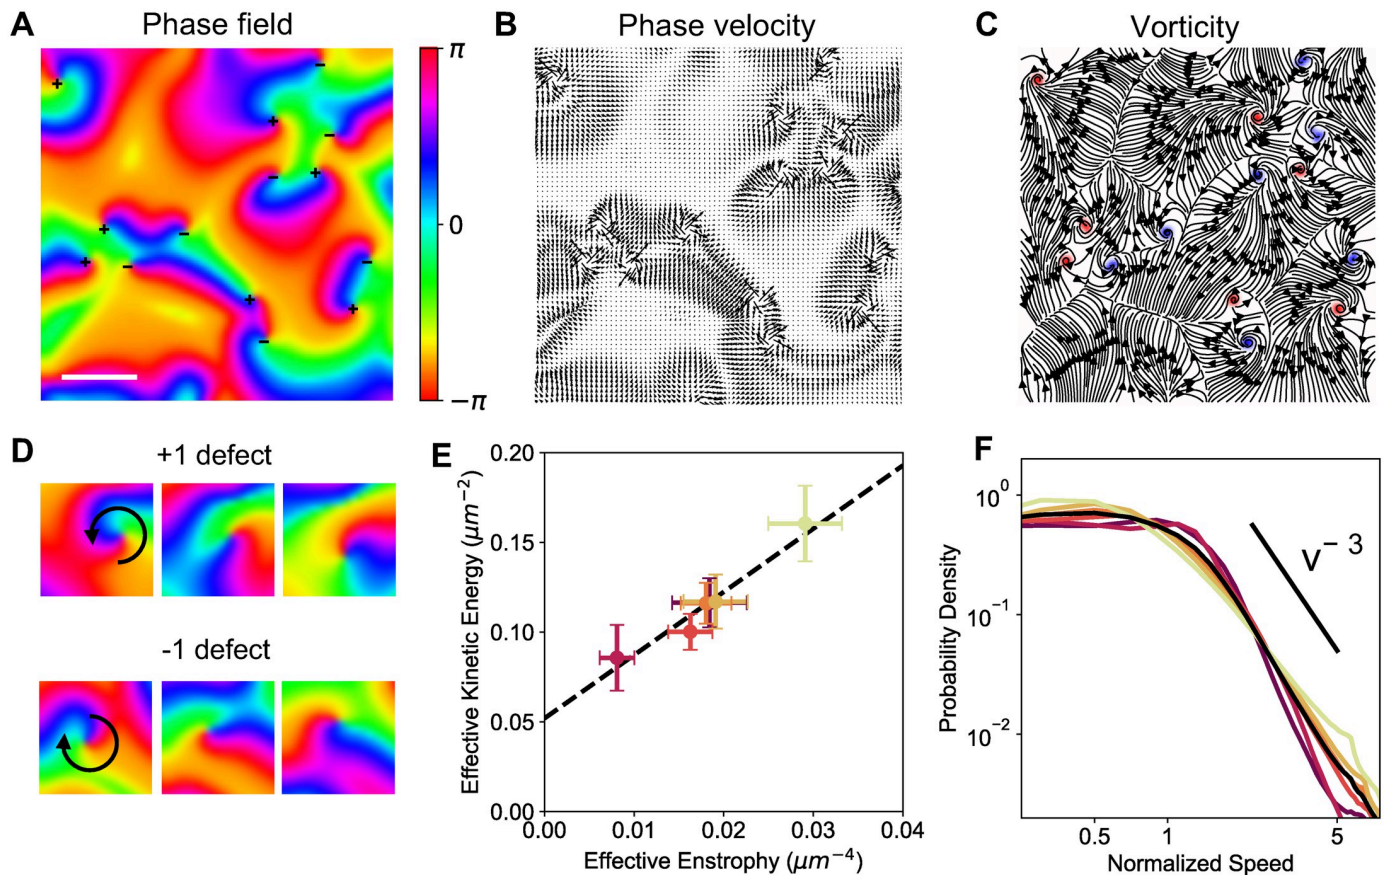 A Phase field
π
0
−π
+
−
+
−
−
+
+
−
+
−
−
+
+
−
B Phase velocity
C Vorticity
D
+1 defect
-1 defect
E
Effective Kinetic Energy (μm⁻²)
0.20
0.15
0.10
0.05
0.00
0.00 0.01 0.02 0.03 0.04
Effective Enstrophy (μm⁻⁴)
F
Probability Density
10⁰
10⁻¹
10⁻²
v⁻³
0.5 1 5
Normalized Speed